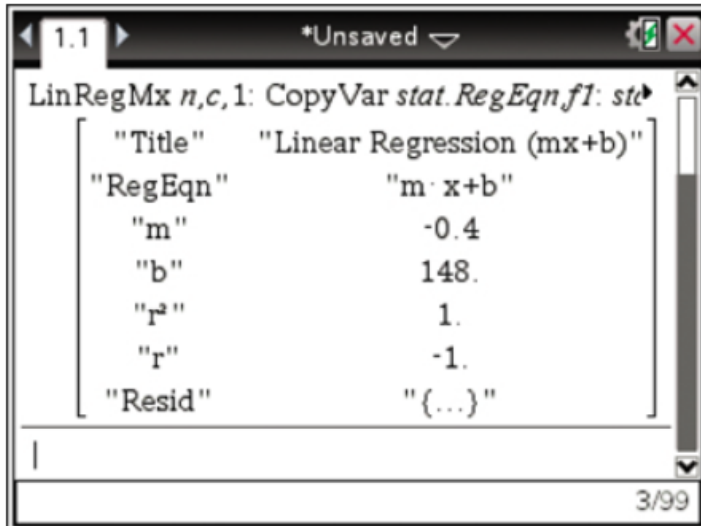 1.1 *Unsaved
LinRegMx n,c,1: CopyVar stat.RegEqn,f1: sto
"Title" "Linear Regression (mx+b)"
"RegEqn" "m·x+b"
"m" -0.4
"b" 148.
"r²" 1.
"r" -1.
"Resid" "{...}"
3/99